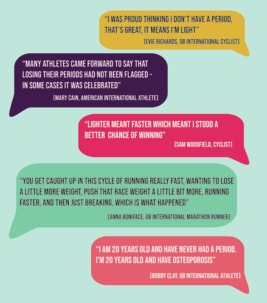 "I WAS PROUD THINKING I DON'T HAVE A PERIOD,
THAT'S GREAT, IT MEANS I'M LIGHT"
(EVIE RICHARDS, GB INTERNATIONAL CYCLIST)
"MANY ATHLETES CAME FORWARD TO SAY THAT
LOSING THEIR PERIODS HAD NOT BEEN FLAGGED -
IN SOME CASES IT WAS CELEBRATED"
(MARY CAIN, AMERICAN INTERNATIONAL ATHLETE)
"LIGHTER MEANT FASTER WHICH MEANT I STOOD A
BETTER CHANCE OF WINNING"
(SAM WOODFIELD, CYCLIST)
"YOU GET CAUGHT UP IN THIS CYCLE OF RUNNING REALLY FAST, WANTING TO LOSE
A LITTLE MORE WEIGHT, PUSH THAT RACE WEIGHT A LITTLE BIT MORE, RUNNING
FASTER, AND THEN JUST BREAKING, WHICH IS WHAT HAPPENED"
(ANNA BONIFACE, GB INTERNATIONAL MARATHON RUNNER)
"I AM 20 YEARS OLD AND HAVE NEVER HAD A PERIOD.
I'M 20 YEARS OLD AND HAVE OSTEOPOROSIS"
(BOBBY CLAY, GB INTERNATIONAL ATHLETE)